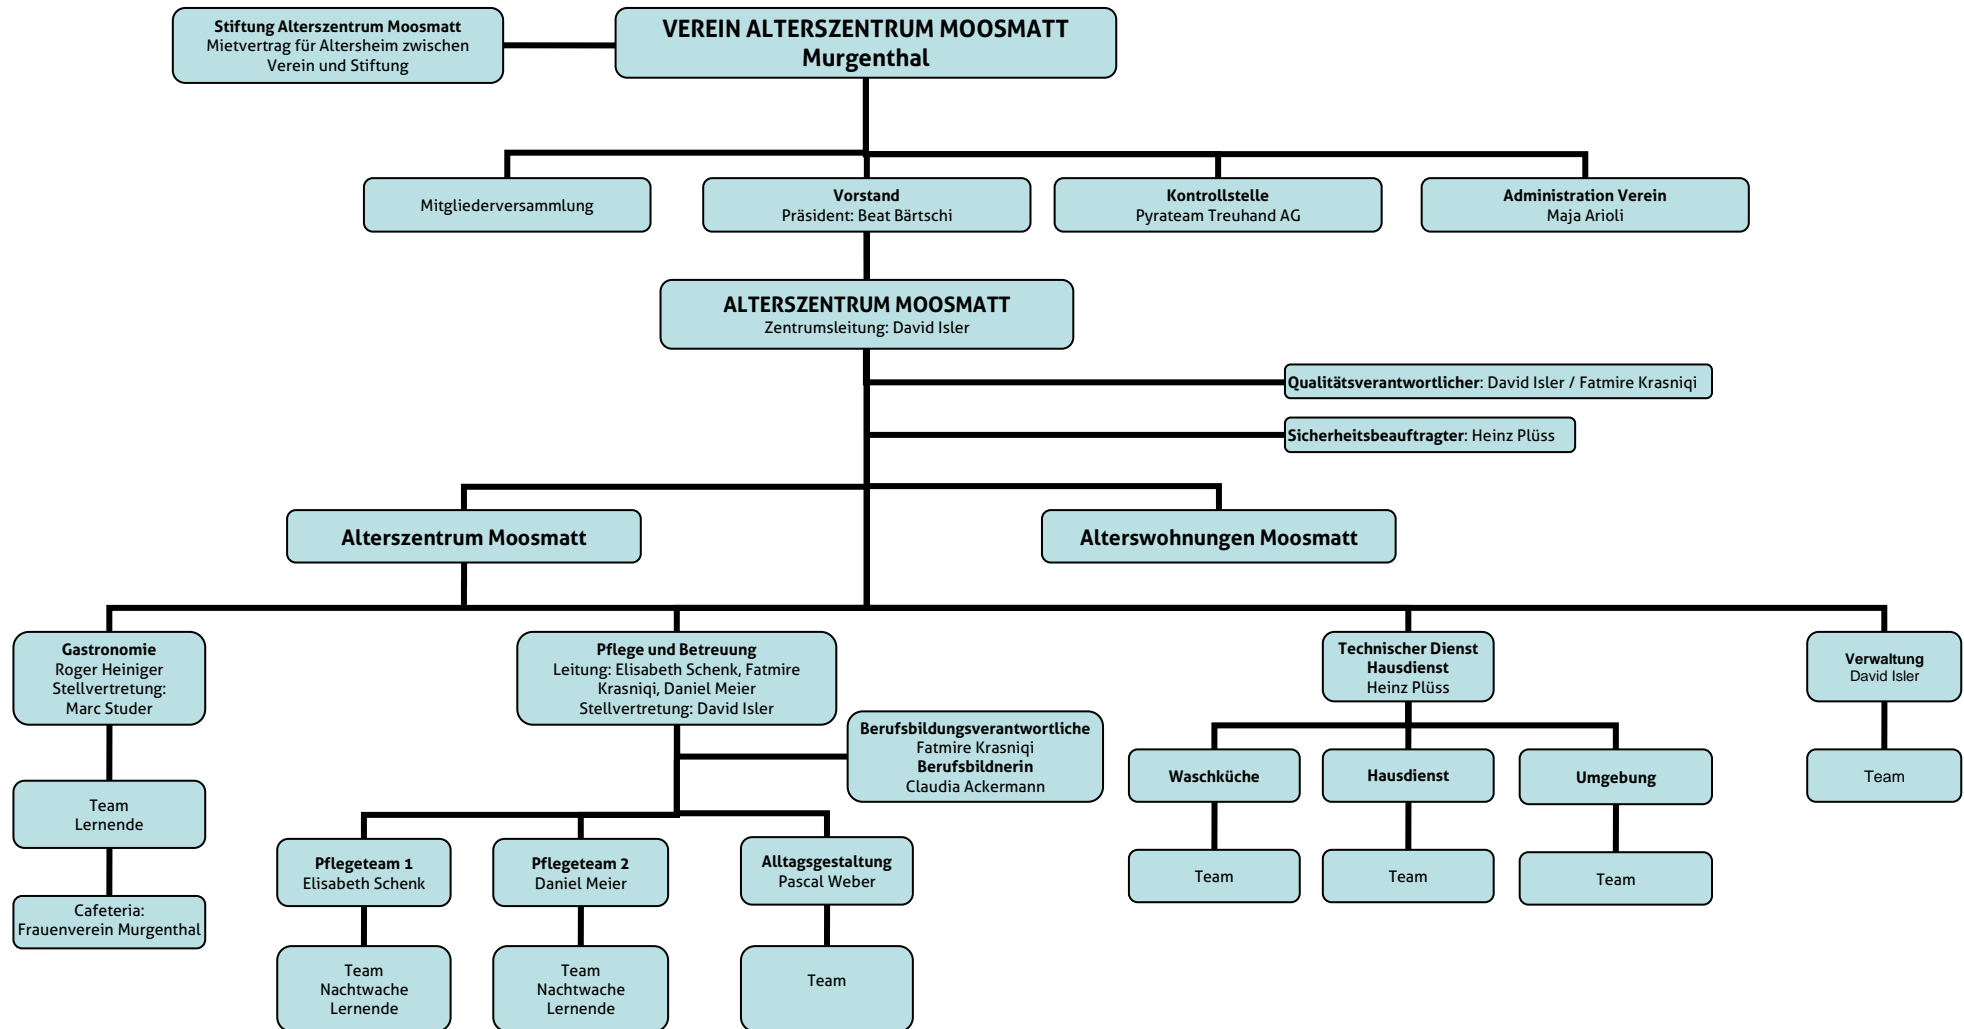 Stiftung Alterszentrum Moosmatt
Mietvertrag für Altersheim zwischen
Verein und Stiftung
VEREIN ALTERSZENTRUM MOOSMATT
Murgenthal
Mitgliederversammlung
Vorstand
Präsident: Beat Bärtschi
Kontrollstelle
Pyrateam Treuhand AG
Administration Verein
Maja Arioli
ALTERSZENTRUM MOOSMATT
Zentrumsleitung: David Isler
Qualitätsverantwortlicher: David Isler / Fatmire Krasniqi
Sicherheitsbeauftragter: Heinz Plüss
Alterszentrum Moosmatt
Alterswohnungen Moosmatt
Gastronomie
Roger Heiniger
Stellvertretung:
Marc Studer
Pflege und Betreuung
Leitung: Elisabeth Schenk, Fatmire
Krasniqi, Daniel Meier
Stellvertretung: David Isler
Technischer Dienst
Hausdienst
Heinz Plüss
Verwaltung
David Isler
Berufsbildungsverantwortliche
Fatmire Krasniqi
Berufsbildnerin
Claudia Ackermann
Waschküche
Hausdienst
Umgebung
Team
Team
Lernende
Pflegeteam 1
Elisabeth Schenk
Pflegeteam 2
Daniel Meier
Alltagsgestaltung
Pascal Weber
Team
Team
Team
Cafeteria:
Frauenverein Murgenthal
Team
Nachtwache
Lernende
Team
Nachtwache
Lernende
Team